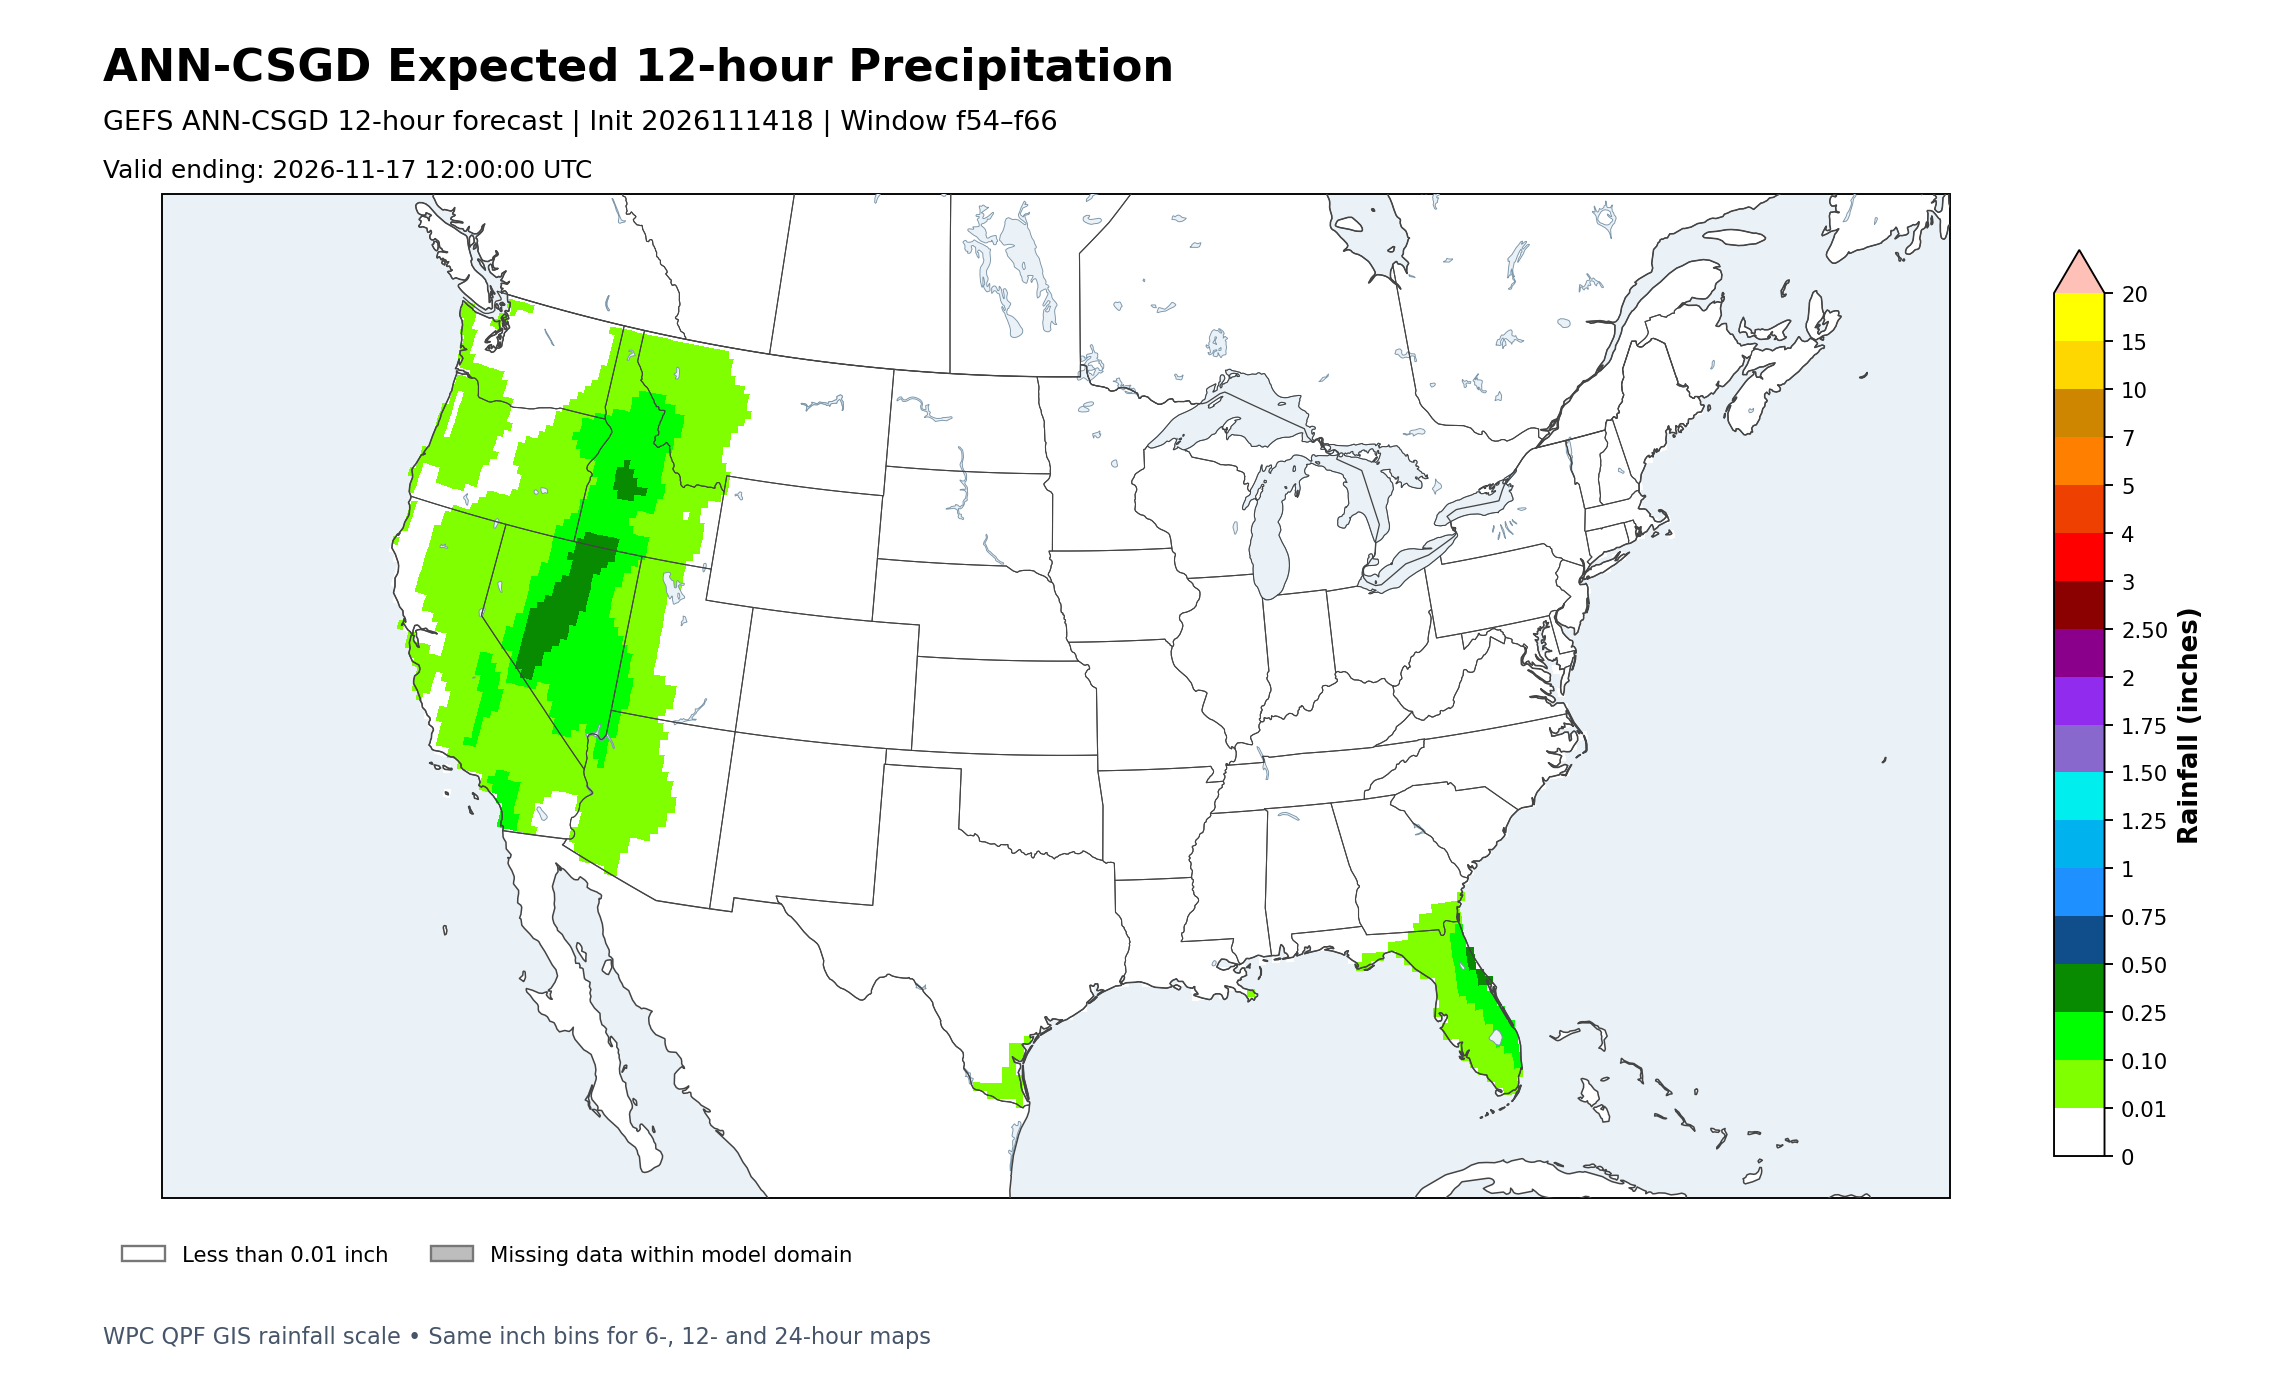 ANN-CSGD Expected 12-hour Precipitation
GEFS ANN-CSGD 12-hour forecast | Init 2026111418 | Window f54–f66
Valid ending: 2026-11-17 12:00:00 UTC
20
15
10
7
5
4
3
2.50
2
1.75
1.50
1.25
1
0.75
0.50
0.25
0.10
0.01
0
Rainfall (inches)
Less than 0.01 inch
Missing data within model domain
WPC QPF GIS rainfall scale • Same inch bins for 6-, 12- and 24-hour maps